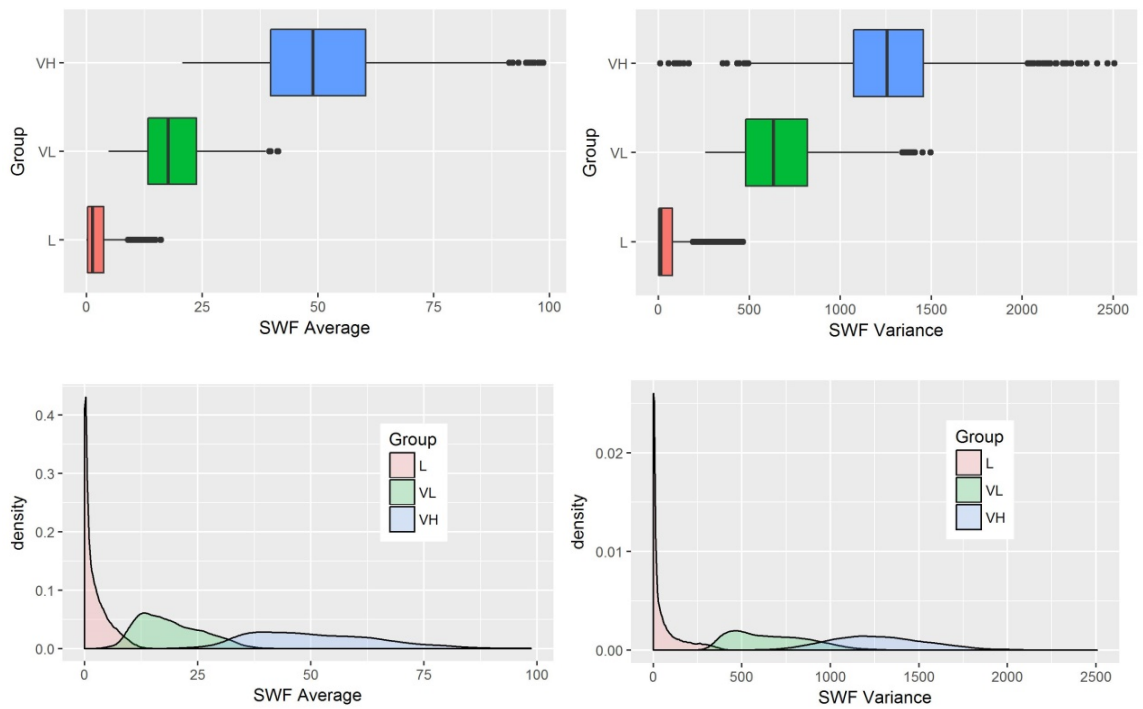 VH
VL
L
Group
0 25 50 75 100
SWF Average
VH
VL
L
Group
0 500 1000 1500 2000 2500
SWF Variance
0.4
0.3
0.2
0.1
0.0
density
Group
L
VL
VH
0 25 50 75 100
SWF Average
0.02
0.01
0.00
density
Group
L
VL
VH
0 500 1000 1500 2000 2500
SWF Variance